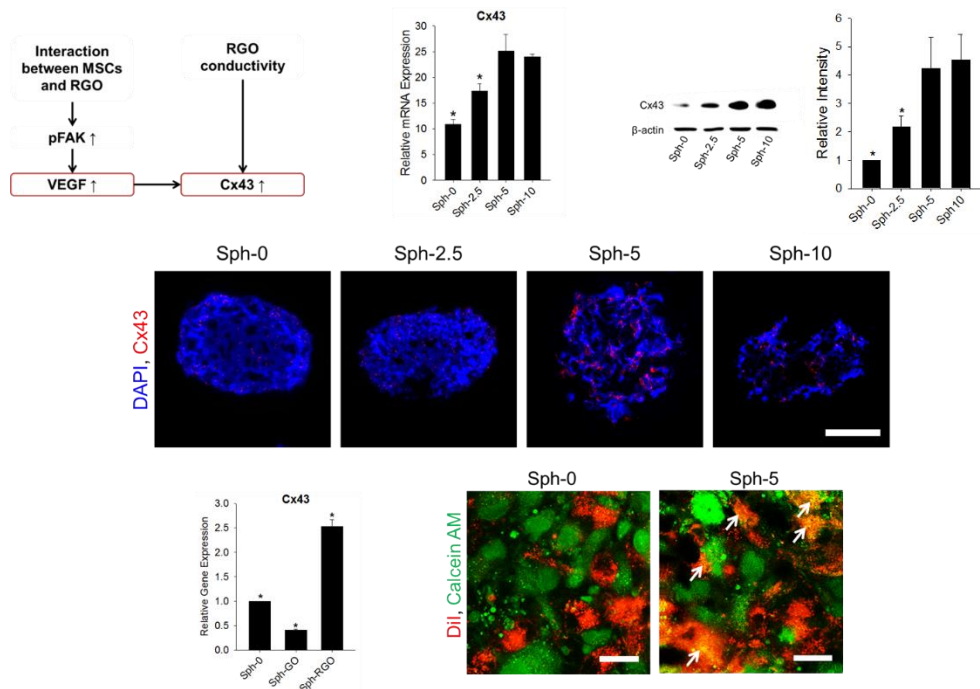 Interaction
between MSCs
and RGO
RGO
conductivity
pFAK ↑
VEGF ↑
Cx43 ↑
Cx43
Relative mRNA Expression
30
25
20
15
10
5
0
*
*
Sph-0
Sph-2.5
Sph-5
Sph-10
Cx43
β-actin
Sph-0
Sph-2.5
Sph-5
Sph-10
Relative Intensity
6
5
4
3
2
1
0
*
*
Sph-0
Sph-2.5
Sph-5
Sph10
DAPI, Cx43
Sph-0
Sph-2.5
Sph-5
Sph-10
Cx43
Relative Gene Expression
3.0
2.5
2.0
1.5
1.0
0.5
0.0
*
*
*
Sph-0
Sph-GO
Sph-RGO
DiI, Calcein AM
Sph-0
Sph-5